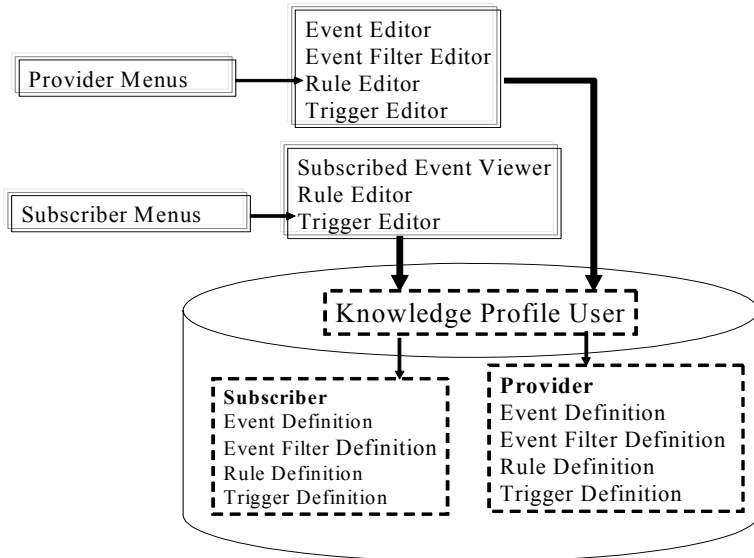 Provider Menus
Event Editor
Event Filter Editor
Rule Editor
Trigger Editor
Subscriber Menus
Subscribed Event Viewer
Rule Editor
Trigger Editor
Knowledge Profile User
Subscriber
Event Definition
Event Filter Definition
Rule Definition
Trigger Definition
Provider
Event Definition
Event Filter Definition
Rule Definition
Trigger Definition